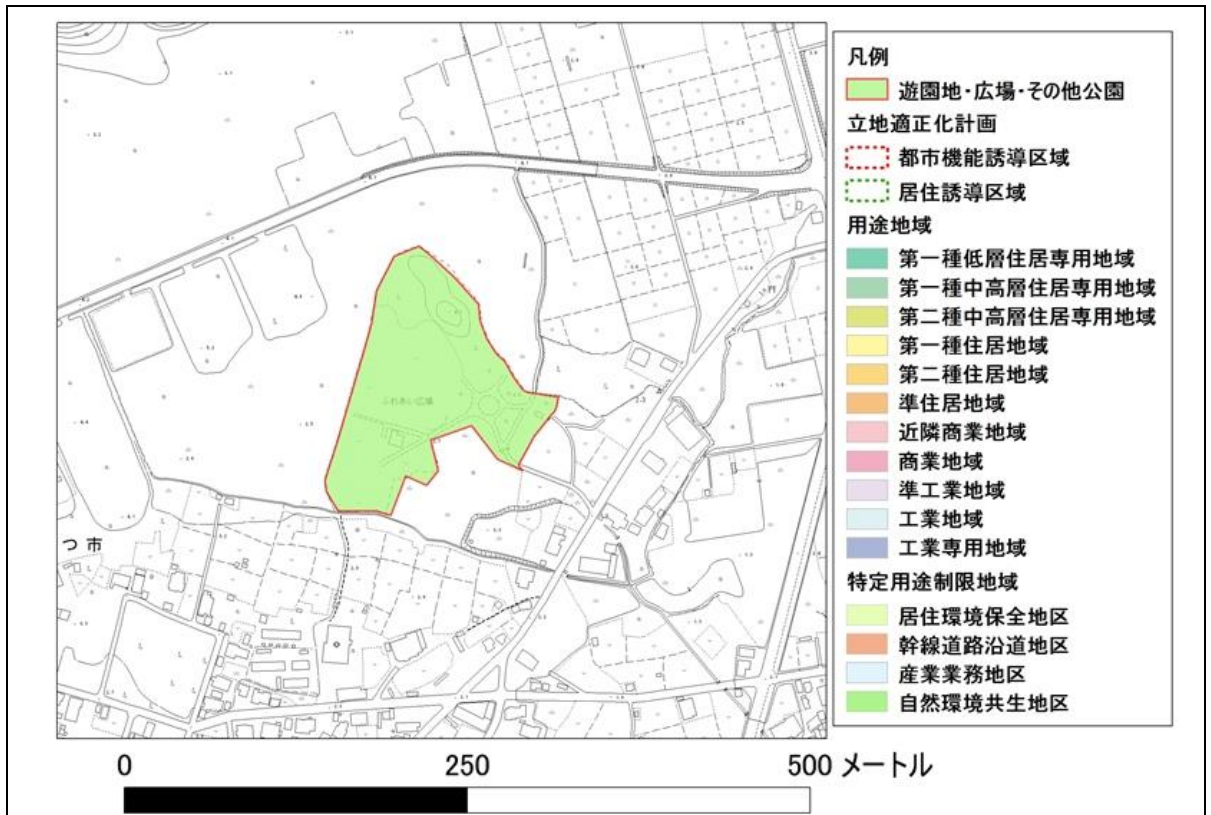 凡例
遊園地・広場・その他公園
立地適正化計画
都市機能誘導区域
居住誘導区域
用途地域
第一種低層住居専用地域
第一種中高層住居専用地域
第二種中高層住居専用地域
第一種住居地域
第二種住居地域
準住居地域
近隣商業地域
商業地域
準工業地域
工業地域
工業専用地域
特定用途制限地域
居住環境保全地区
幹線道路沿道地区
産業業務地区
自然環境共生地区
ふれあい広場
つ市
0 250 500 メートル